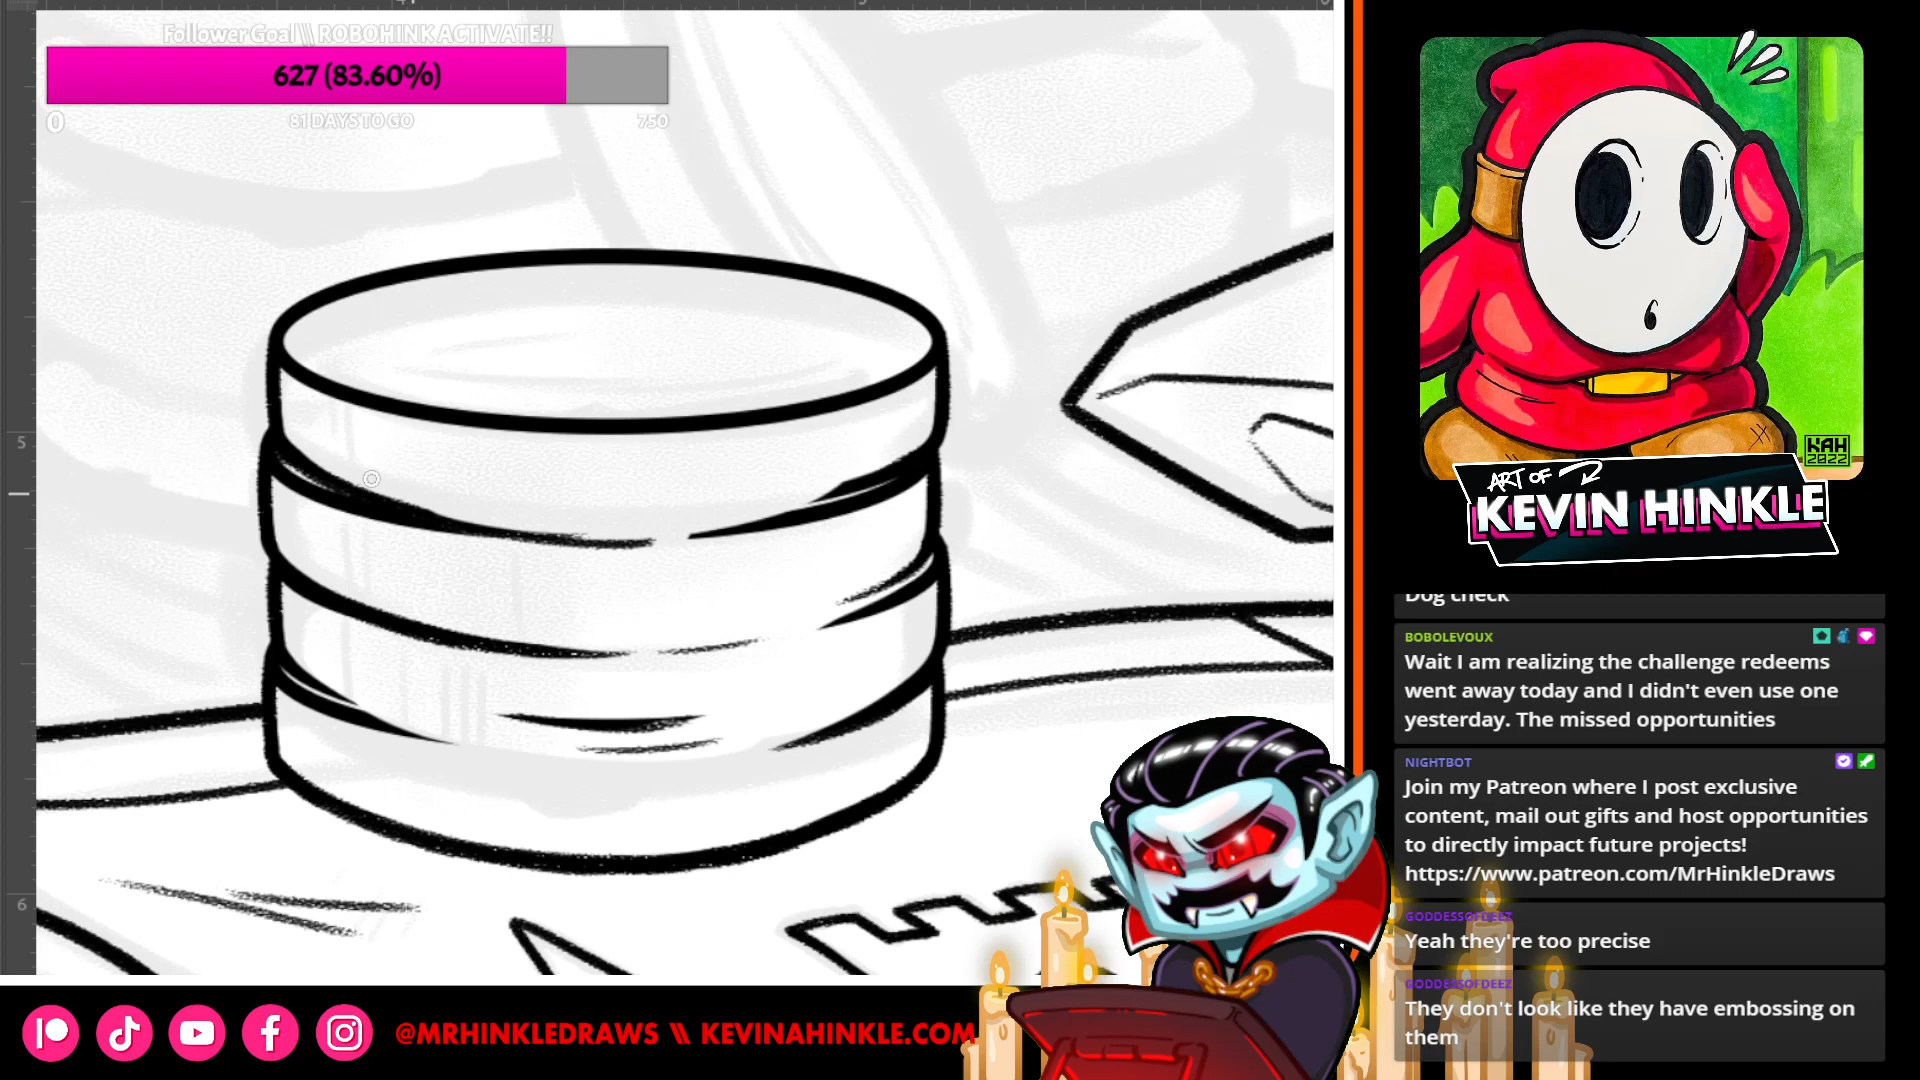 Follower Goal \\ ROBOHINK ACTIVATE!!
627 (83.60%)
0
81 DAYS TO GO
750
5
6
ART OF
KEVIN HINKLE
KAH
2022
Dog check
BOBOLEVOUX
Wait I am realizing the challenge redeems
went away today and I didn't even use one
yesterday. The missed opportunities
NIGHTBOT
Join my Patreon where I post exclusive
content, mail out gifts and host opportunities
to directly impact future projects!
https://www.patreon.com/MrHinkleDraws
GODDESSOFDEEZ
Yeah they're too precise
GODDESSOFDEEZ
They don't look like they have embossing on
them
@MRHINKLEDRAWS \\ KEVINAHINKLE.COM